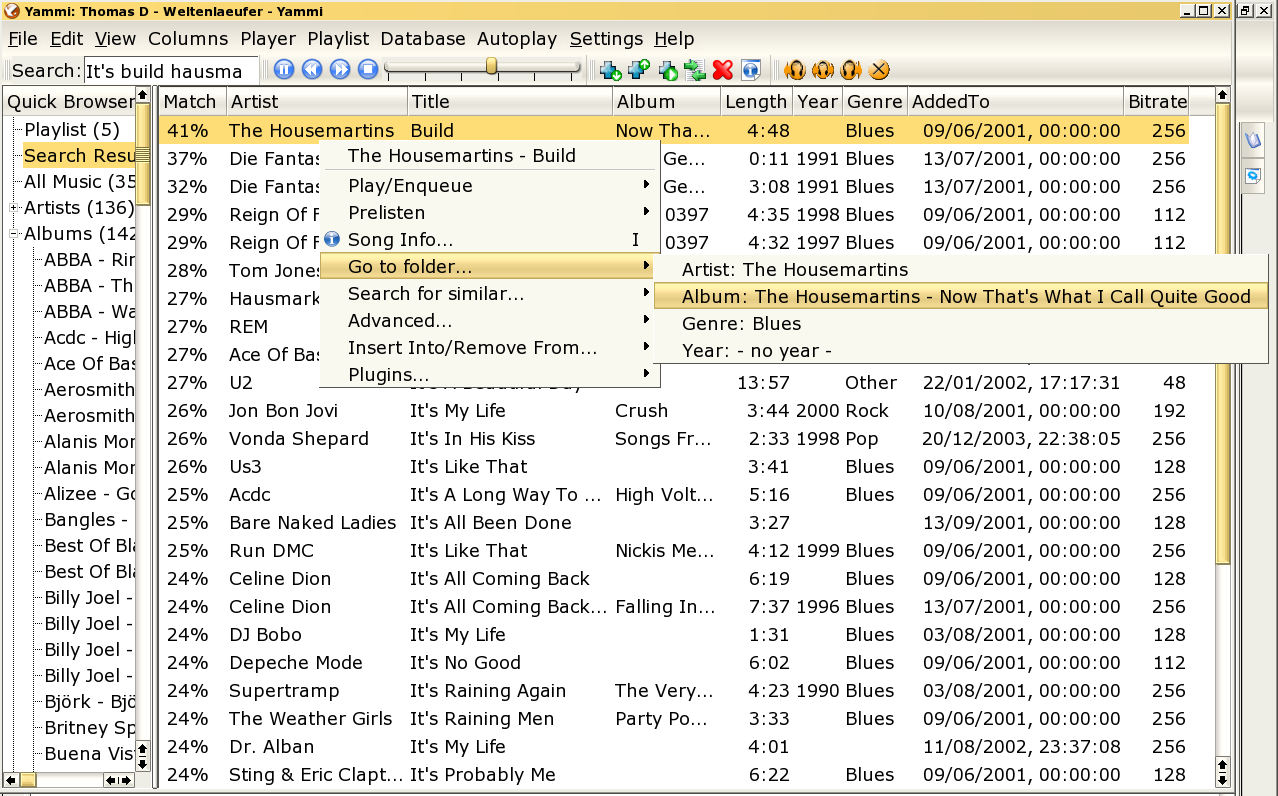 Yammi: Thomas D - Weltenlaeufer - Yammi
File Edit View Columns Player Playlist Database Autoplay Settings Help
Search: It's build hausma
Quick Browser
Playlist (5)
Search Resu
All Music (35
Artists (136)
Albums (142
ABBA - Rin
ABBA - Th
ABBA - Wa
Acdc - High
Ace Of Bas
Aerosmith
Aerosmith
Alanis Mor
Alanis Mor
Alizee - Go
Bangles -
Best Of Bla
Best Of Bla
Billy Joel -
Billy Joel -
Billy Joel -
Billy Joel -
Björk - Bjö
Britney Sp
Buena Vis
Match Artist Title Album Length Year Genre AddedTo Bitrate
41% The Housemartins Build Now Tha... 4:48 Blues 09/06/2001, 00:00:00 256
37% Die Fantas Ge... 0:11 1991 Blues 13/07/2001, 00:00:00 256
32% Die Fantas Ge... 3:08 1991 Blues 13/07/2001, 00:00:00 256
29% Reign Of F 0397 4:35 1998 Blues 09/06/2001, 00:00:00 112
29% Reign Of F 0397 4:32 1997 Blues 09/06/2001, 00:00:00 112
28% Tom Jones
27% Hausmark
27% REM
27% Ace Of Bas
27% U2 It's A Beautiful Day 13:57 Other 22/01/2002, 17:17:31 48
26% Jon Bon Jovi It's My Life Crush 3:44 2000 Rock 10/08/2001, 00:00:00 192
26% Vonda Shepard It's In His Kiss Songs Fr... 2:33 1998 Pop 20/12/2003, 22:38:05 256
26% Us3 It's Like That 3:41 Blues 09/06/2001, 00:00:00 128
25% Acdc It's A Long Way To ... High Volt... 5:16 Blues 09/06/2001, 00:00:00 256
25% Bare Naked Ladies It's All Been Done 3:27 13/09/2001, 00:00:00 128
25% Run DMC It's Like That Nickis Me... 4:12 1999 Blues 09/06/2001, 00:00:00 256
24% Celine Dion It's All Coming Back 6:19 Blues 09/06/2001, 00:00:00 128
24% Celine Dion It's All Coming Back... Falling In... 7:37 1996 Blues 13/07/2001, 00:00:00 256
24% DJ Bobo It's My Life 1:31 Blues 03/08/2001, 00:00:00 128
24% Depeche Mode It's No Good 6:02 Blues 09/06/2001, 00:00:00 112
24% Supertramp It's Raining Again The Very... 4:23 1990 Blues 03/08/2001, 00:00:00 256
24% The Weather Girls It's Raining Men Party Po... 3:33 Blues 09/06/2001, 00:00:00 256
24% Dr. Alban It's My Life 4:01 11/08/2002, 23:37:08 256
24% Sting & Eric Clapt... It's Probably Me 6:22 Blues 09/06/2001, 00:00:00 128
The Housemartins - Build
Play/Enqueue
Prelisten
Song Info... I
Go to folder...
Search for similar...
Advanced...
Insert Into/Remove From...
Plugins...
Artist: The Housemartins
Album: The Housemartins - Now That's What I Call Quite Good
Genre: Blues
Year: - no year -